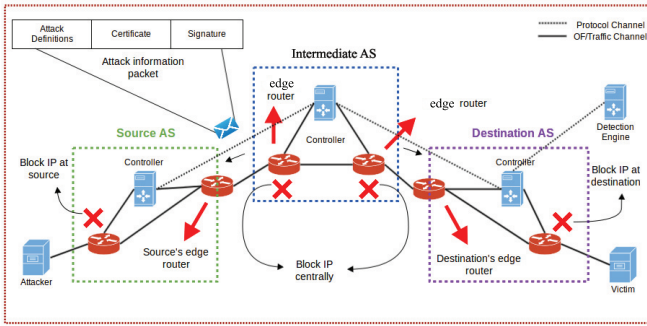 Attack
Definitions
Certificate
Signature
Protocol Channel
OF/Traffic Channel
Attack information
packet
Intermediate AS
edge
router
edge router
Controller
Source AS
Destination AS
Detection
Engine
Block IP at
source
Controller
Controller
Block IP at
destination
Source's edge
router
Block IP
centrally
Destination's edge
router
Attacker
Victim